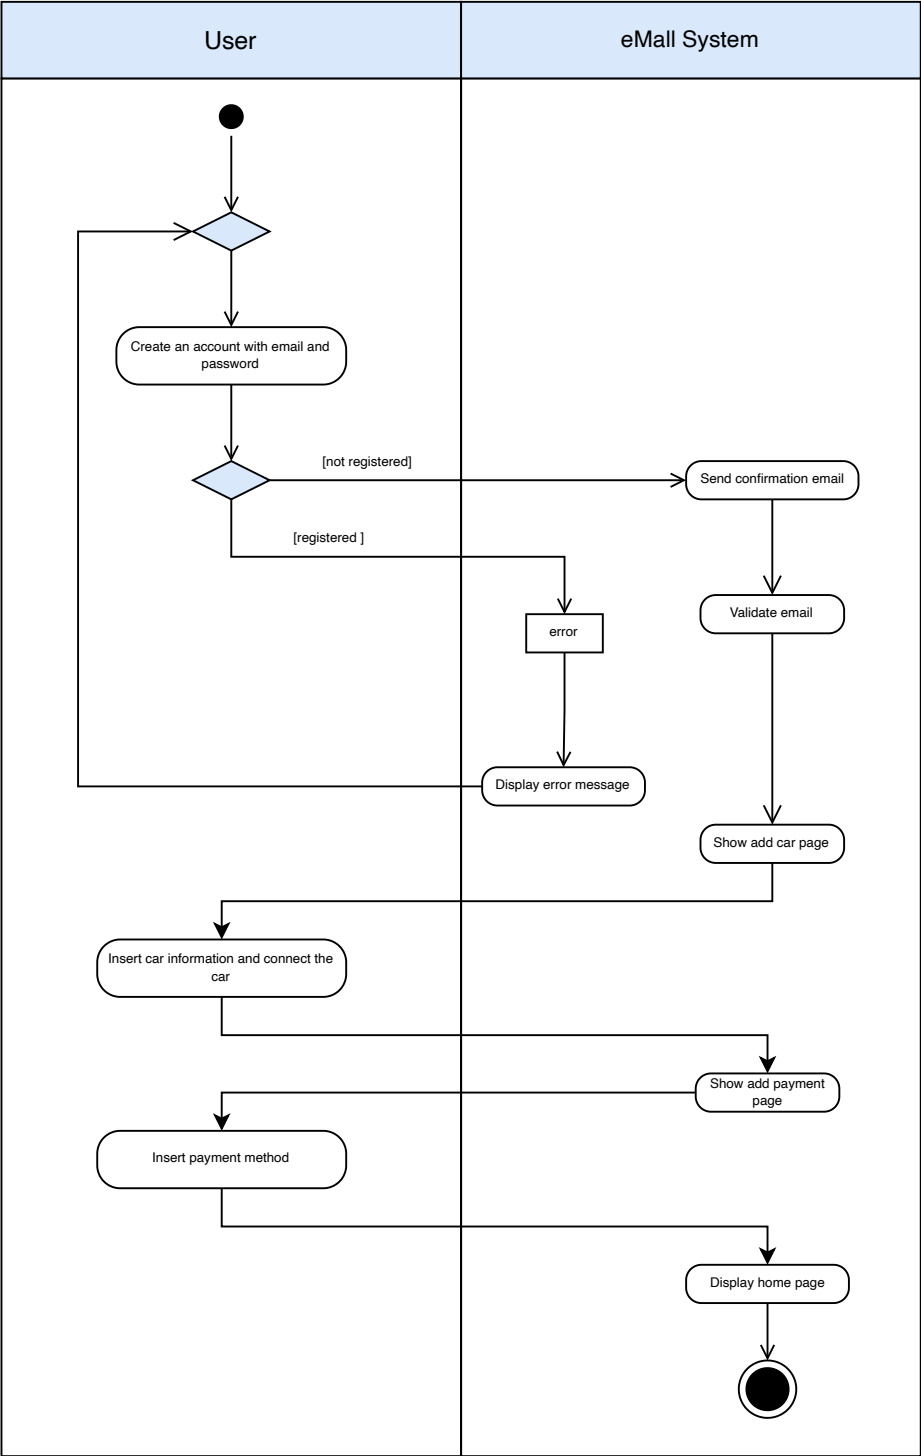 User
eMall System
Create an account with email and
password
[not registered]
Send confirmation email
[registered ]
Validate email
error
Display error message
Show add car page
Insert car information and connect the
car
Show add payment
page
Insert payment method
Display home page